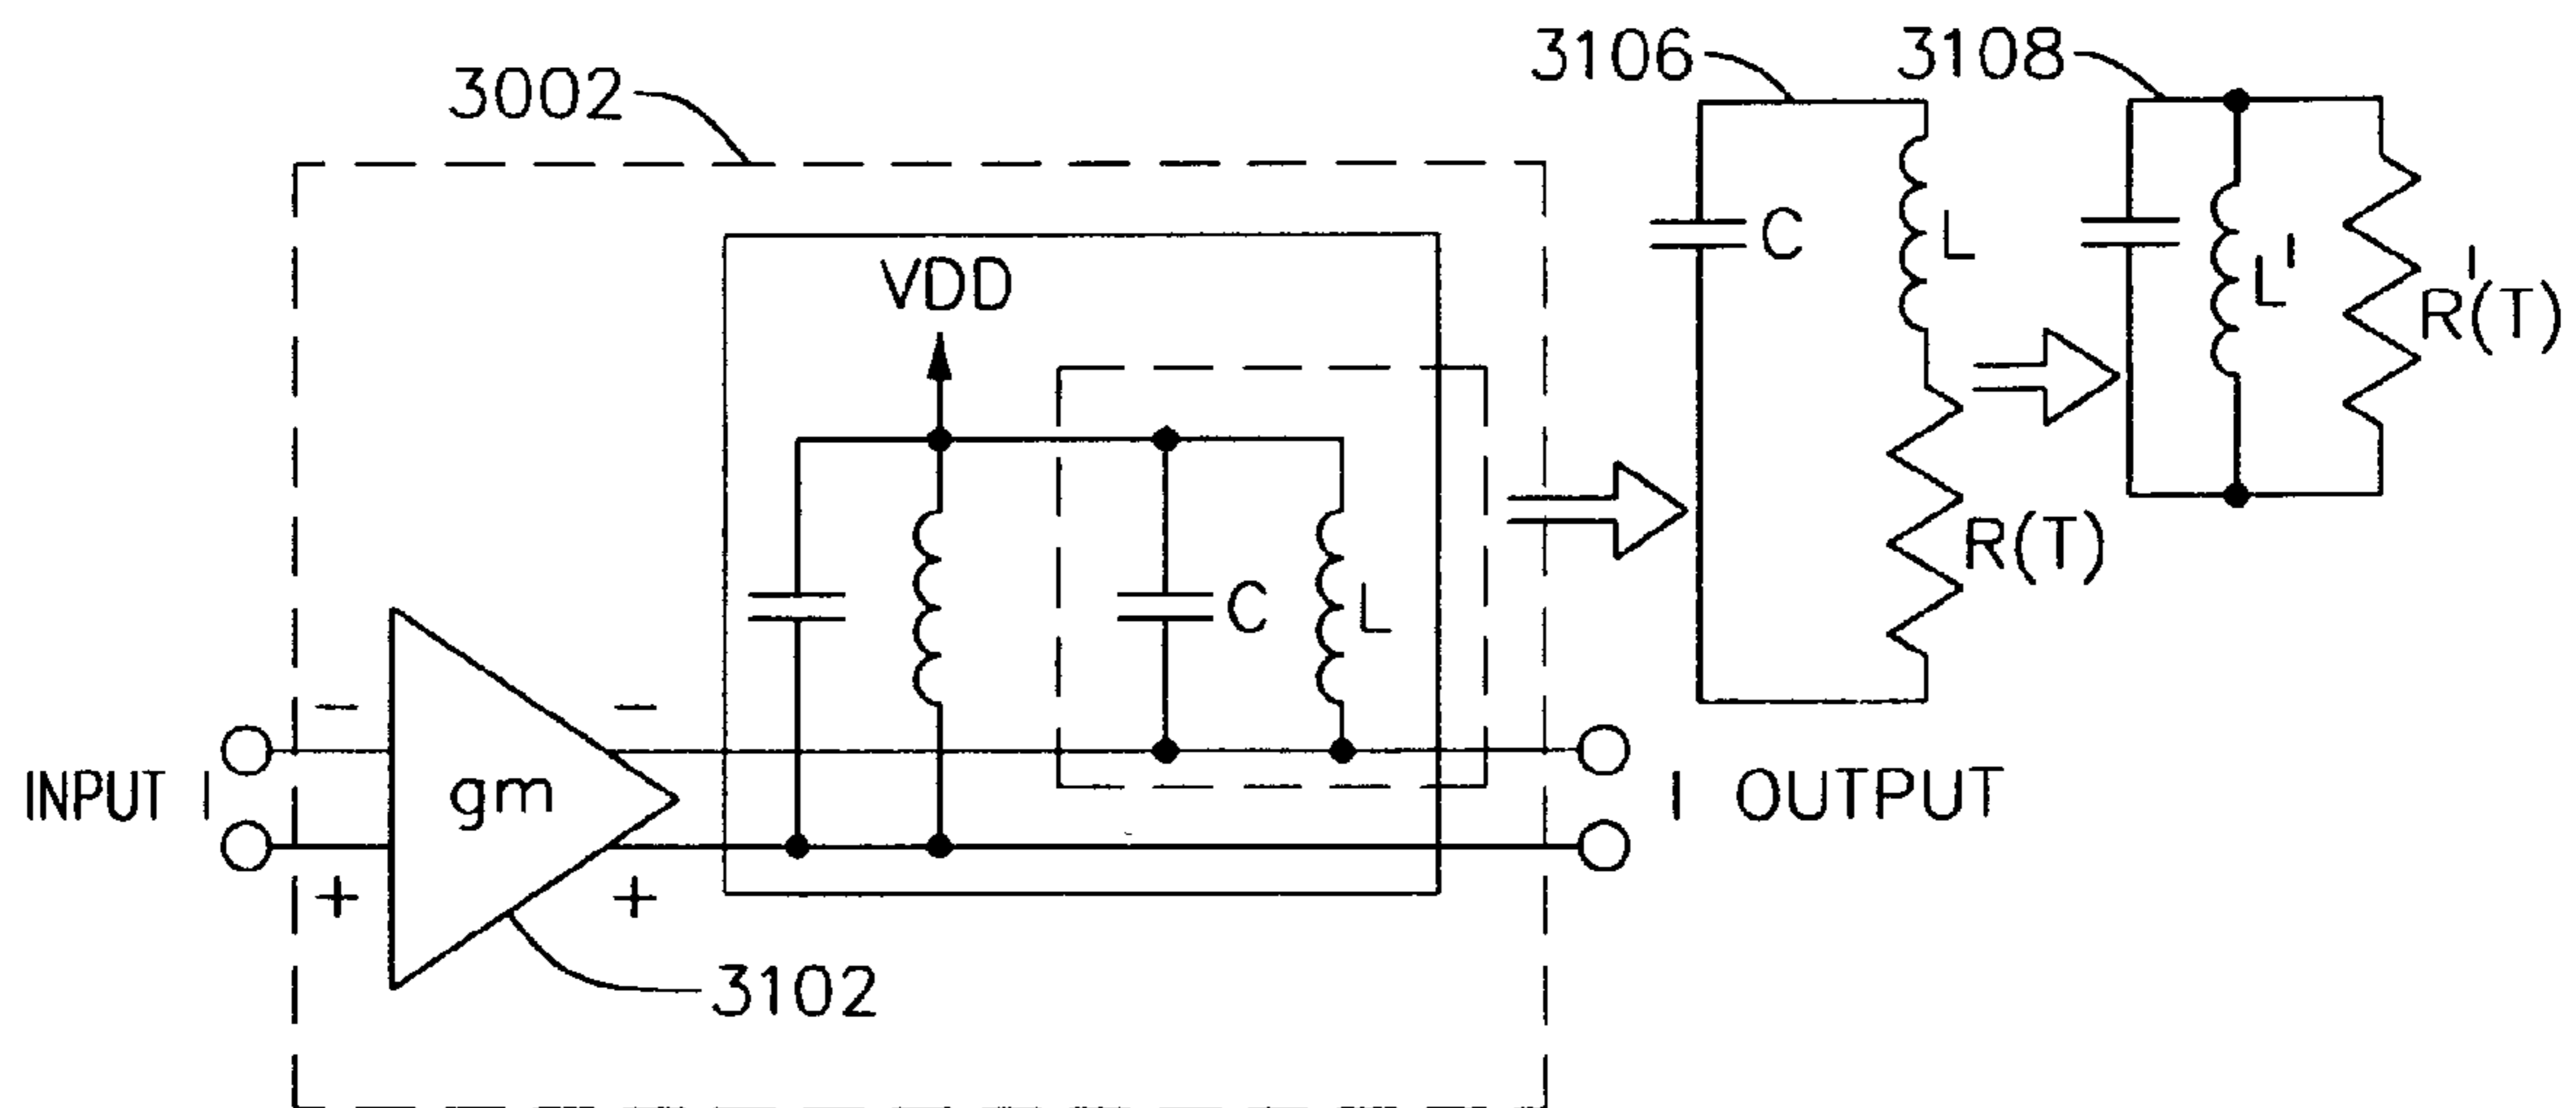 3106
3108
3002
C
L
L'
R'(T)
VDD
R(T)
C
L
-
-
INPUT I
gm
I OUTPUT
+
+
3102